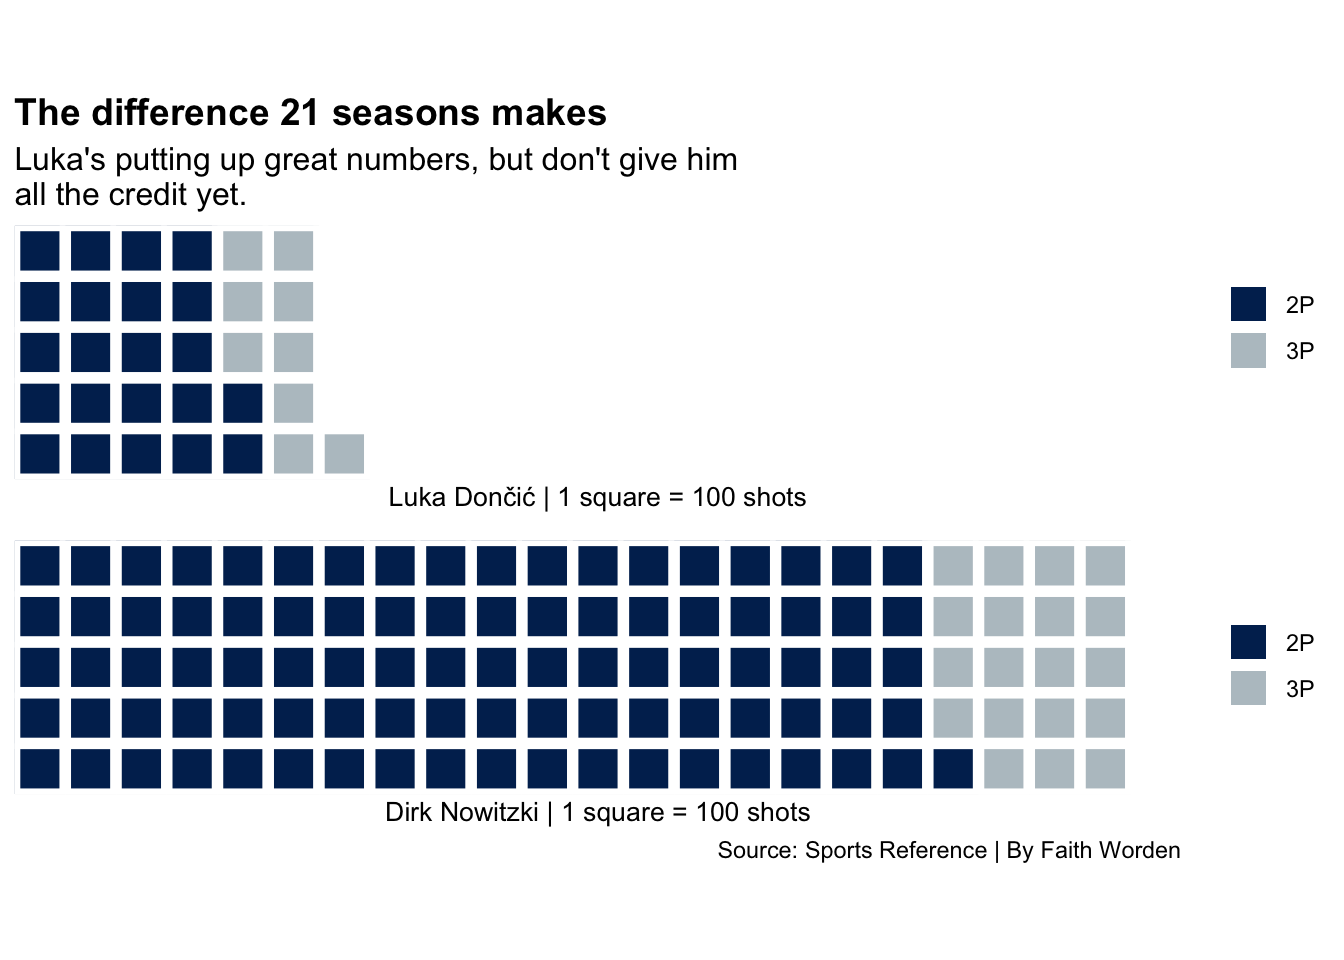 The difference 21 seasons makes
Luka's putting up great numbers, but don't give him
all the credit yet.
2P
3P
Luka Dončić | 1 square = 100 shots
2P
3P
Dirk Nowitzki | 1 square = 100 shots
Source: Sports Reference | By Faith Worden